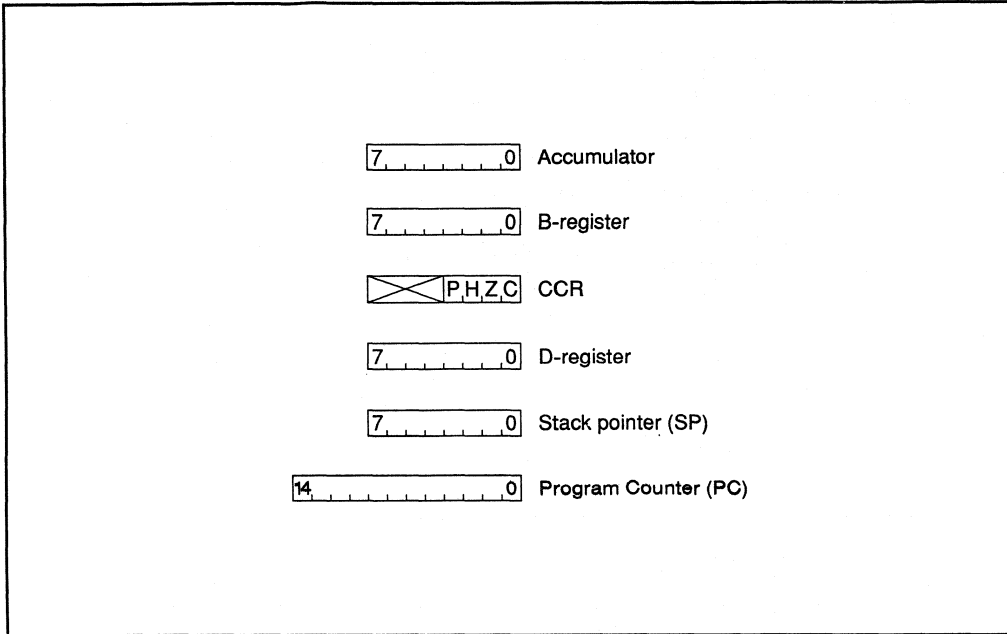 7 0 Accumulator
7 0 B-register
P H Z C CCR
7 0 D-register
7 0 Stack pointer (SP)
14 0 Program Counter (PC)